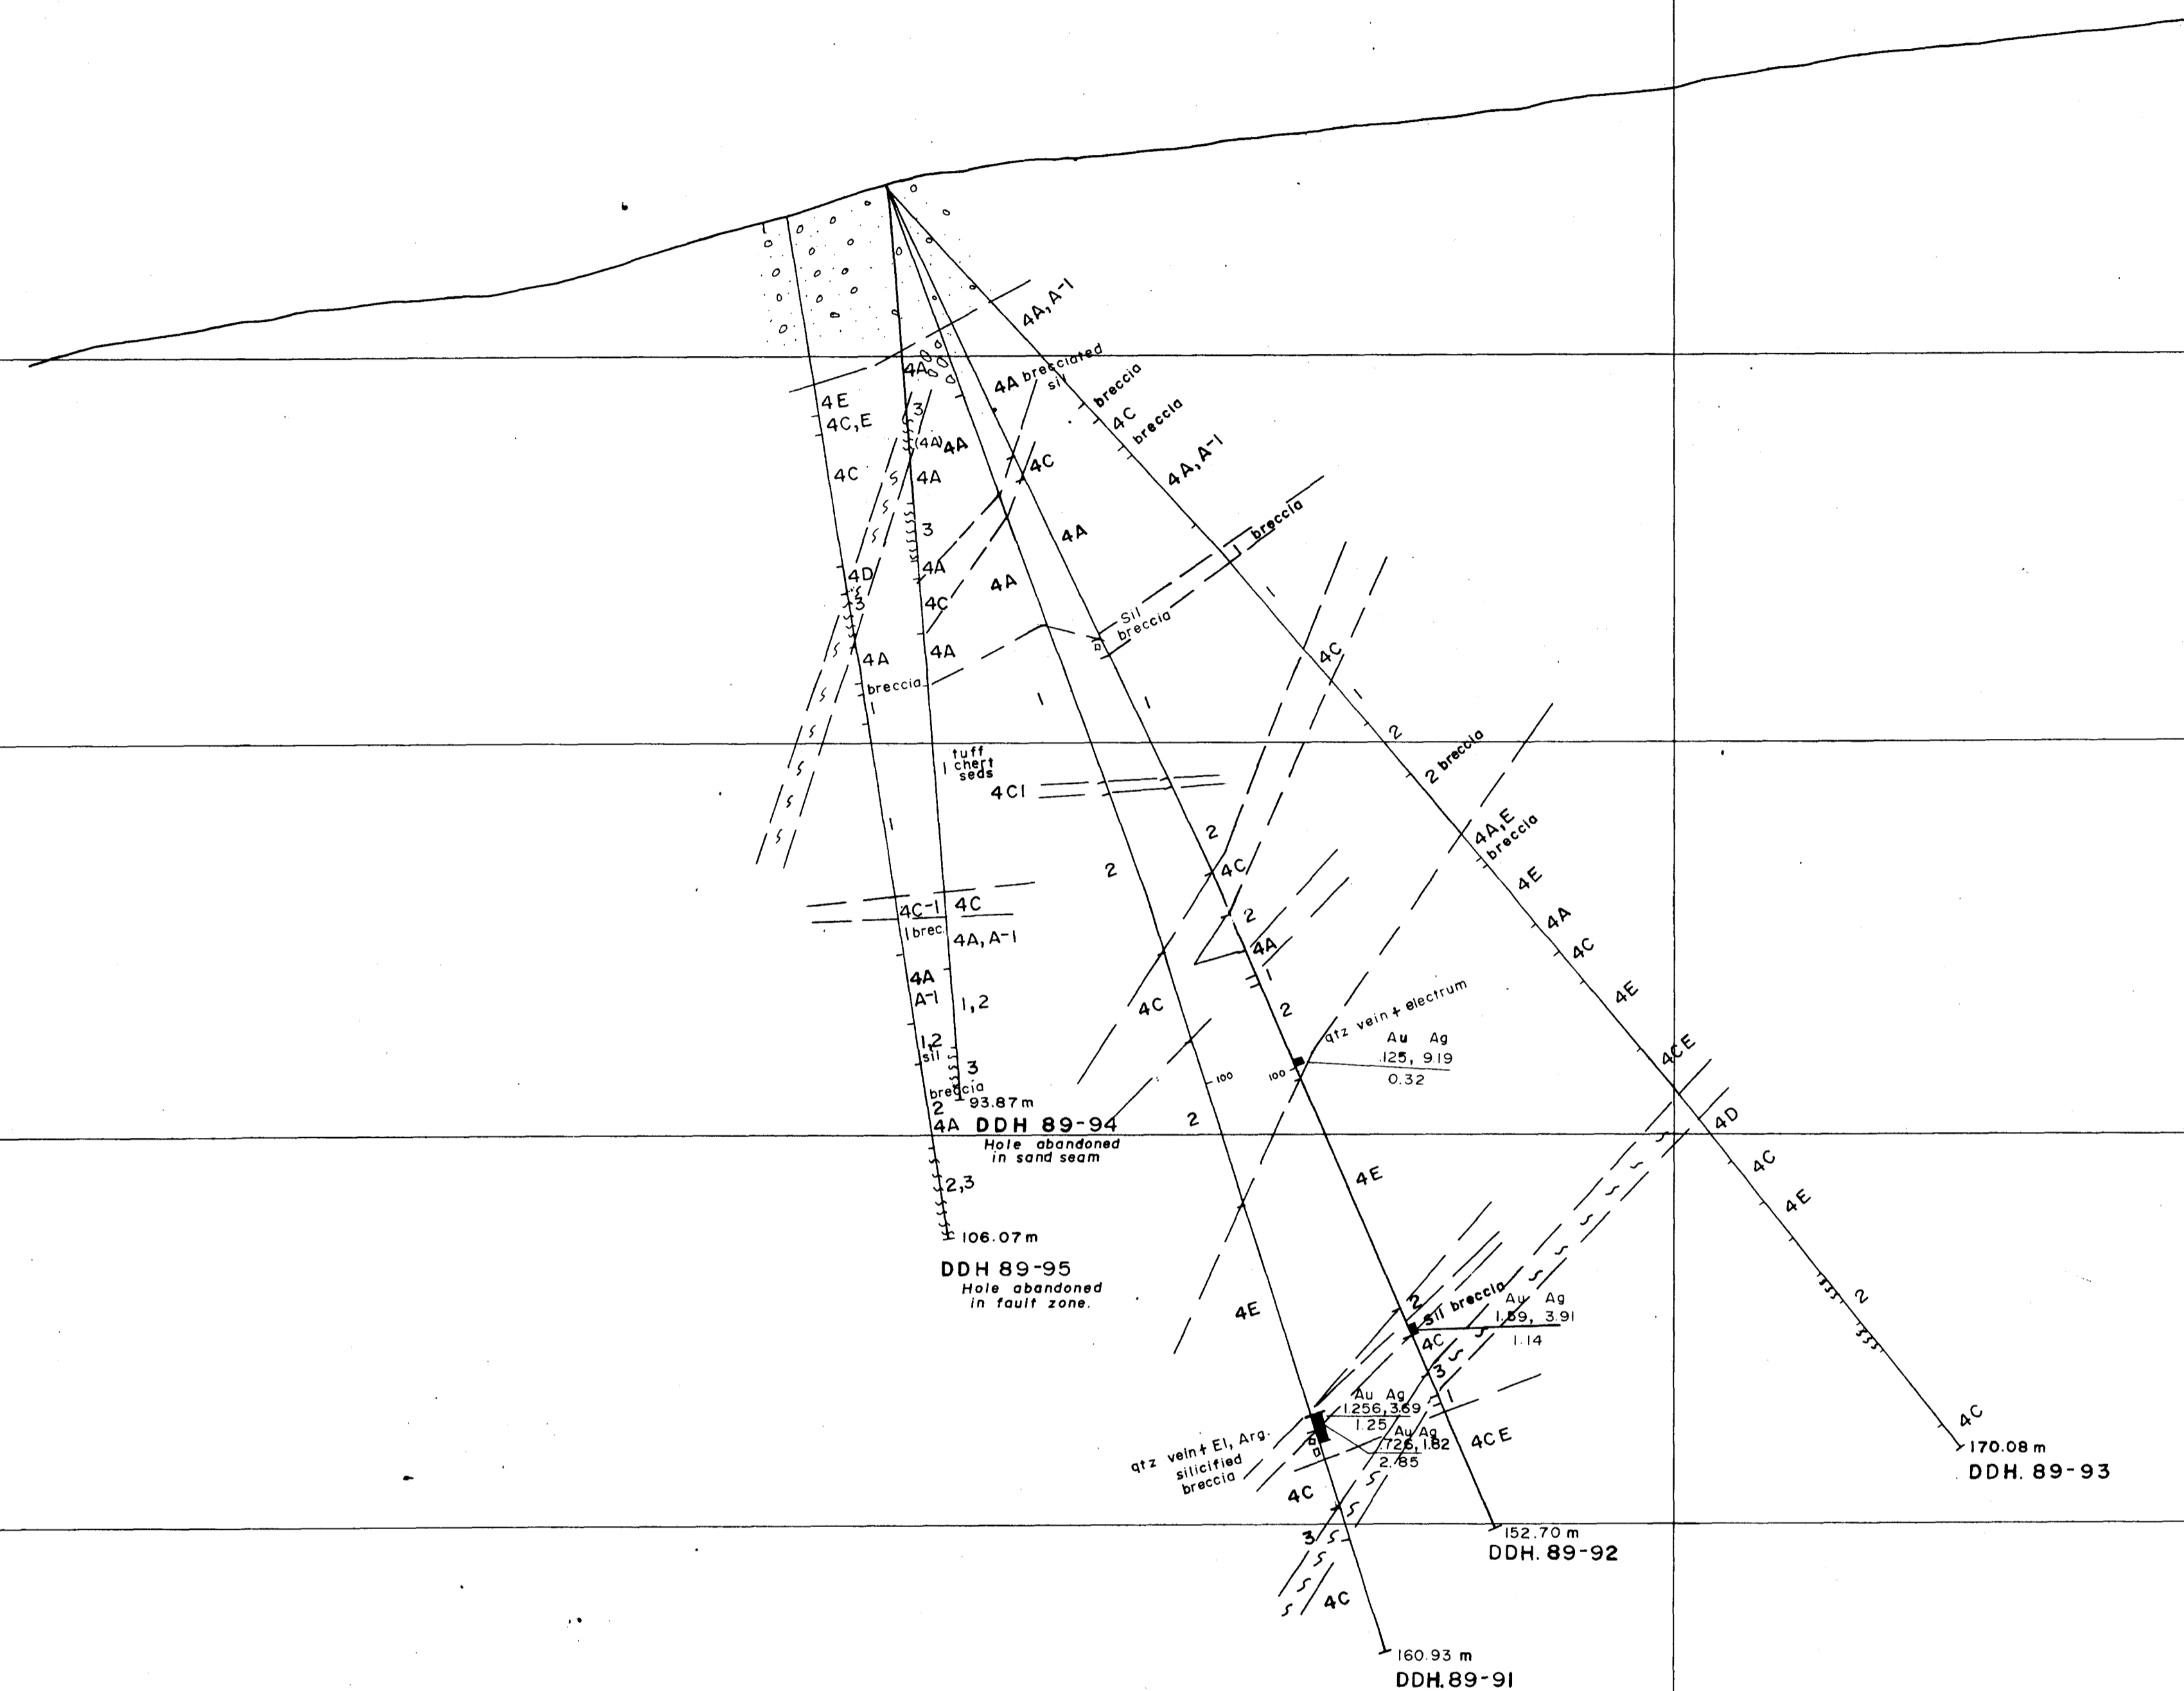 4A, A-1
4A bresciated
sil
breccia
4C
breccia
4A, A-1
breccia
1
4C
1
2
2 breccia
4A,E
breccia
4E
4A
4C
4E
4CE
4D
4C
4E
2
4C
170.08 m
DDH. 89-93
4C
4A
Sil
breccia
1
2
4C
2
4A
1
2
qtz vein + electrum
Au Ag
.125, 9.19
0.32
100
4E
2
sil breccia
Au Ag
1.59, 3.91
1.14
4C
3
1
4CE
152.70 m
DDH. 89-92
4A
4A
1
4C1
2
4C
100
2
4E
Au Ag
1.256, 3.69
1.25
Au Ag
.726, 1.82
2.85
qtz vein + El, Arg.
silicified
breccia
4C
3
4C
160.93 m
DDH. 89-91
4A
3
(4A)
4A
3
4A
4C
4A
tuff
1 chert
seds
4C
4A, A-1
1,2
3
93.87 m
DDH 89-94
Hole abandoned
in sand seam
4E
4C,E
4C
4D
3
4A
breccia
1
1
4C-1
1 brec.
4A
A-1
1,2
sil
breccia
2
4A
2,3
106.07 m
DDH 89-95
Hole abandoned
in fault zone.